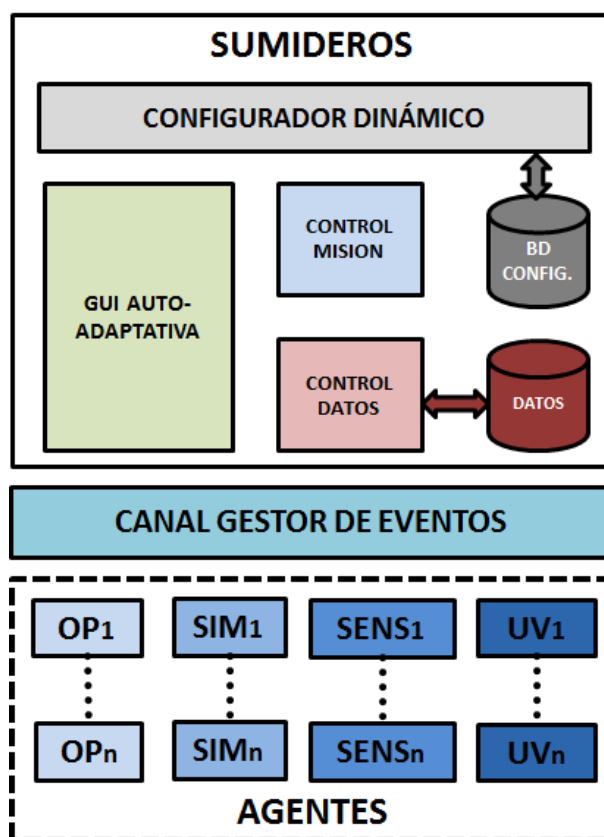 SUMIDEROS
CONFIGURADOR DINÁMICO
GUI AUTO-
ADAPTATIVA
CONTROL
MISION
BD
CONFIG.
CONTROL
DATOS
DATOS
CANAL GESTOR DE EVENTOS
OP1
SIM1
SENS1
UV1
OPn
SIMn
SENSn
UVn
AGENTES